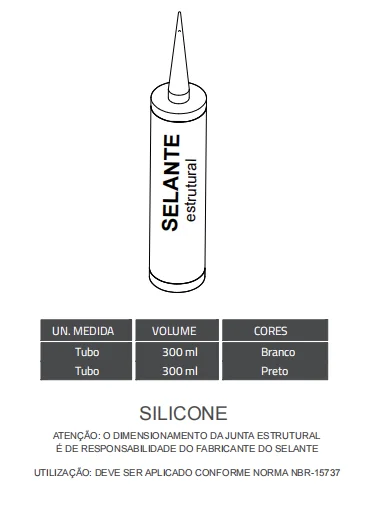 SELANTE
estrutural
UN. MEDIDA VOLUME CORES
Tubo 300 ml Branco
Tubo 300 ml Preto
SILICONE
ATENÇÃO: O DIMENSIONAMENTO DA JUNTA ESTRUTURAL
É DE RESPONSABILIDADE DO FABRICANTE DO SELANTE
UTILIZAÇÃO: DEVE SER APLICADO CONFORME NORMA NBR-15737